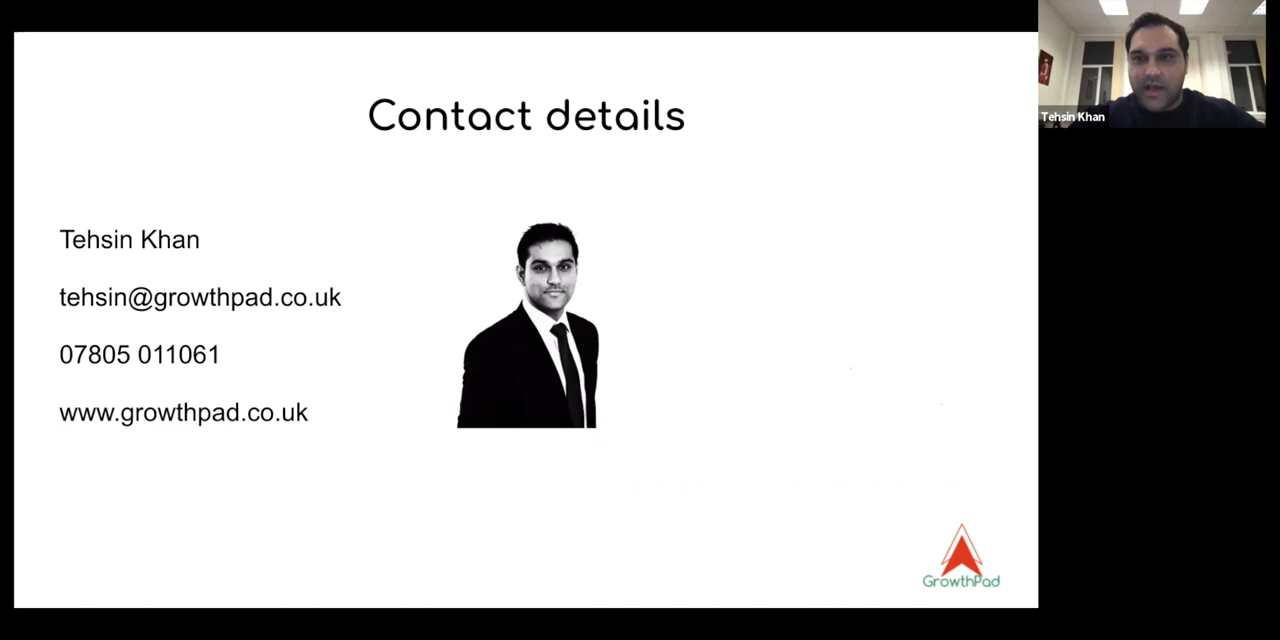 Contact details
Tehsin Khan
tehsin@growthpad.co.uk
07805 011061
www.growthpad.co.uk
GrowthPad
Tehsin Khan